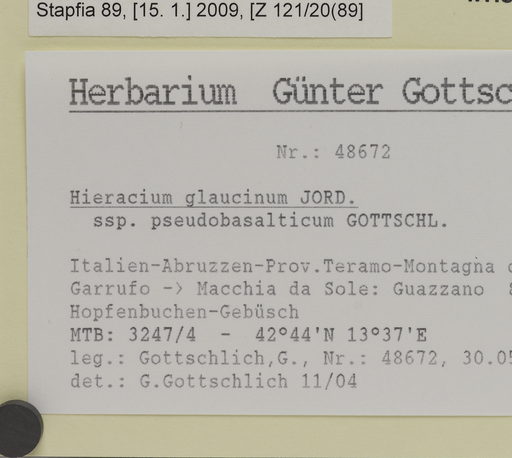 Stapfia 89, [15. 1.] 2009, [Z 121/20(89]
Herbarium Günter Gottsc
Nr.: 48672
Hieracium glaucinum JORD.
ssp. pseudobasalticum GOTTSCHL.
Italien-Abruzzen-Prov.Teramo-Montagna
Garrufo -> Macchia da Sole: Guazzano
Hopfenbuchen-Gebüsch
MTB: 3247/4 - 42°44'N 13°37'E
leg.: Gottschlich,G., Nr.: 48672, 30.05
det.: G.Gottschlich 11/04